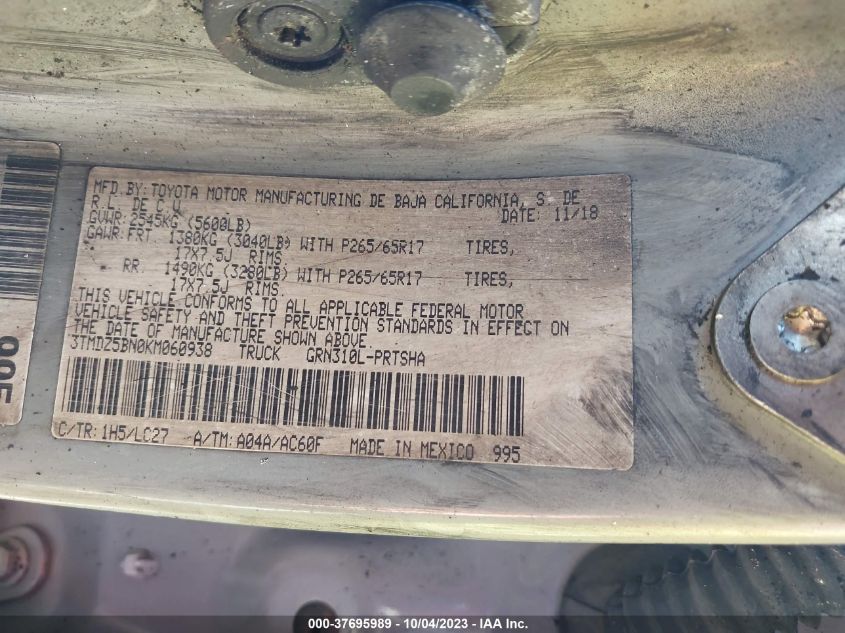 MFD. BY: TOYOTA MOTOR MANUFACTURING DE BAJA CALIFORNIA, S. DE
R.L. DE C.V. DATE: 11/18
GVWR: 2545KG (5600LB)
GAWR: FRT. 1380KG (3040LB) WITH P265/65R17 TIRES,
17X7.5J RIMS
RR. 1490KG (3280LB) WITH P265/65R17 TIRES,
17X7.5J RIMS
THIS VEHICLE CONFORMS TO ALL APPLICABLE FEDERAL MOTOR
VEHICLE SAFETY AND THEFT PREVENTION STANDARDS IN EFFECT ON
THE DATE OF MANUFACTURE SHOWN ABOVE.
3TMDZ5BN0KM060938 TRUCK GRN310L-PRTSHA
C/TR: 1H5/LC27 A/TM: A04A/AC60F MADE IN MEXICO 995
995
000-37695989 - 10/04/2023 - IAA Inc.